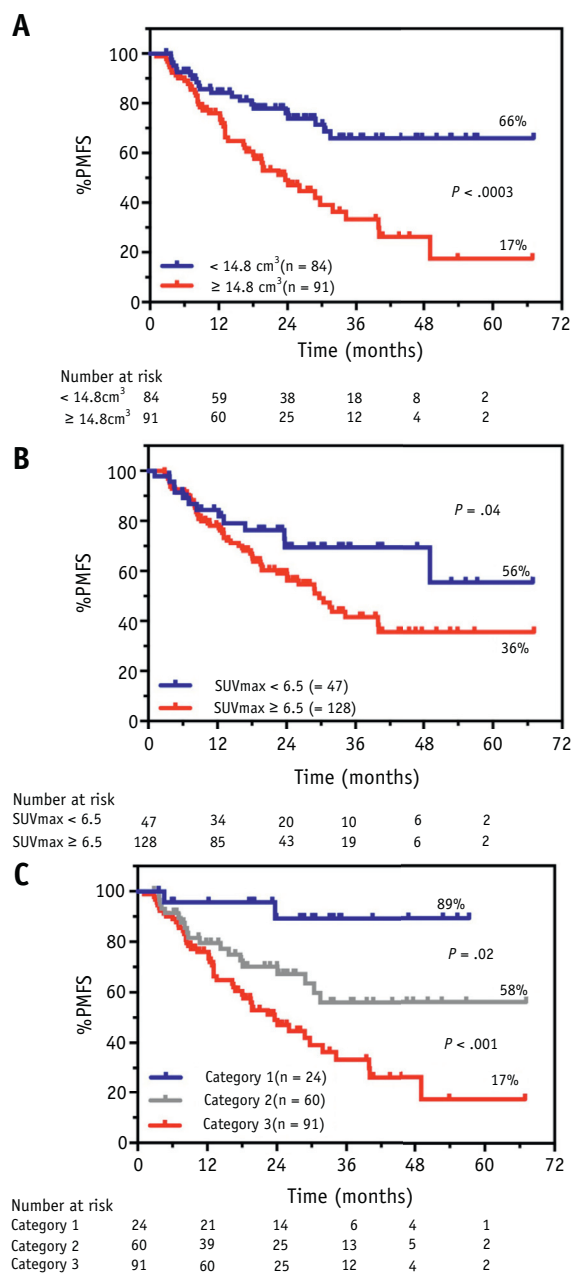 A
100
80
60
40
20
0
%PMFS
66%
P < .0003
17%
< 14.8 cm³(n = 84)
≥ 14.8 cm³(n = 91)
0 12 24 36 48 60 72
Time (months)
Number at risk
< 14.8cm³ 84 59 38 18 8 2
≥ 14.8cm³ 91 60 25 12 4 2
B
100
80
60
40
20
0
%PMFS
P = .04
56%
36%
SUVmax < 6.5 (= 47)
SUVmax ≥ 6.5 (= 128)
0 12 24 36 48 60 72
Time (months)
Number at risk
SUVmax < 6.5 47 34 20 10 6 2
SUVmax ≥ 6.5 128 85 43 19 6 2
C
100
80
60
40
20
0
%PMFS
89%
P = .02
58%
P < .001
17%
Category 1(n = 24)
Category 2(n = 60)
Category 3(n = 91)
0 12 24 36 48 60 72
Time (months)
Number at risk
Category 1 24 21 14 6 4 1
Category 2 60 39 25 13 5 2
Category 3 91 60 25 12 4 2